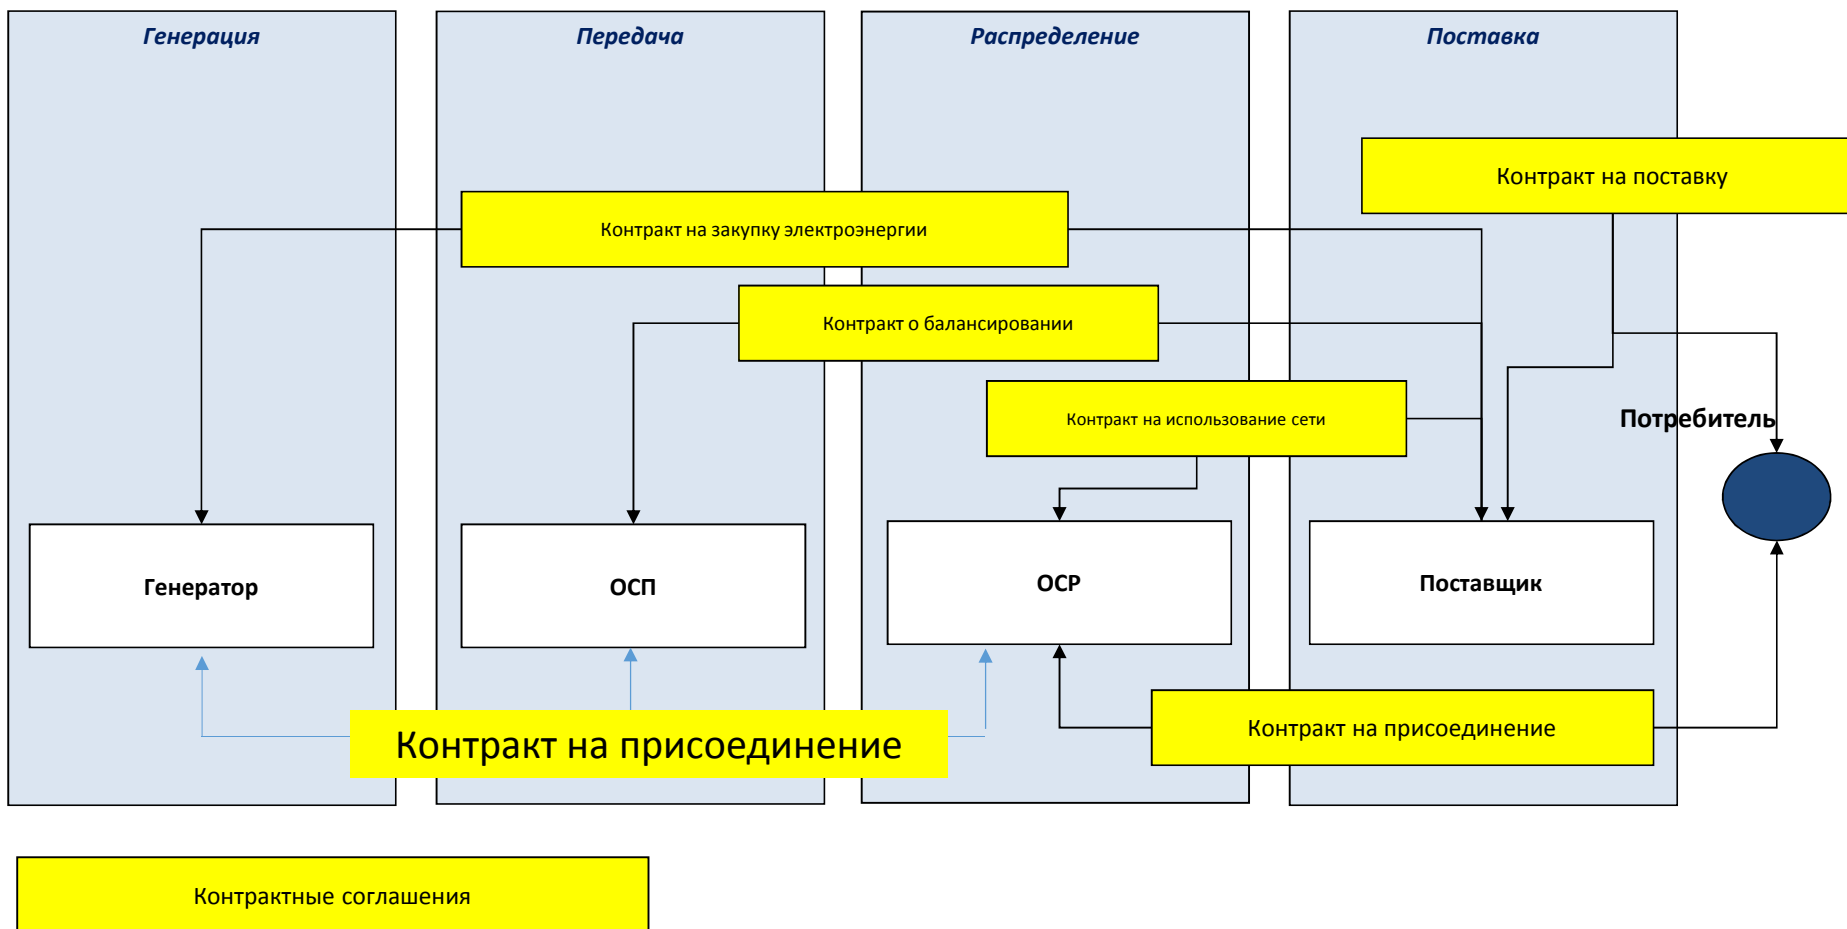 Генерация
Передача
Распределение
Поставка
Контракт на поставку
Контракт на закупку электроэнергии
Контракт о балансировании
Контракт на использование сети
Потребитель
Генератор
ОСП
ОСР
Поставщик
Контракт на присоединение
Контракт на присоединение
Контрактные соглашения